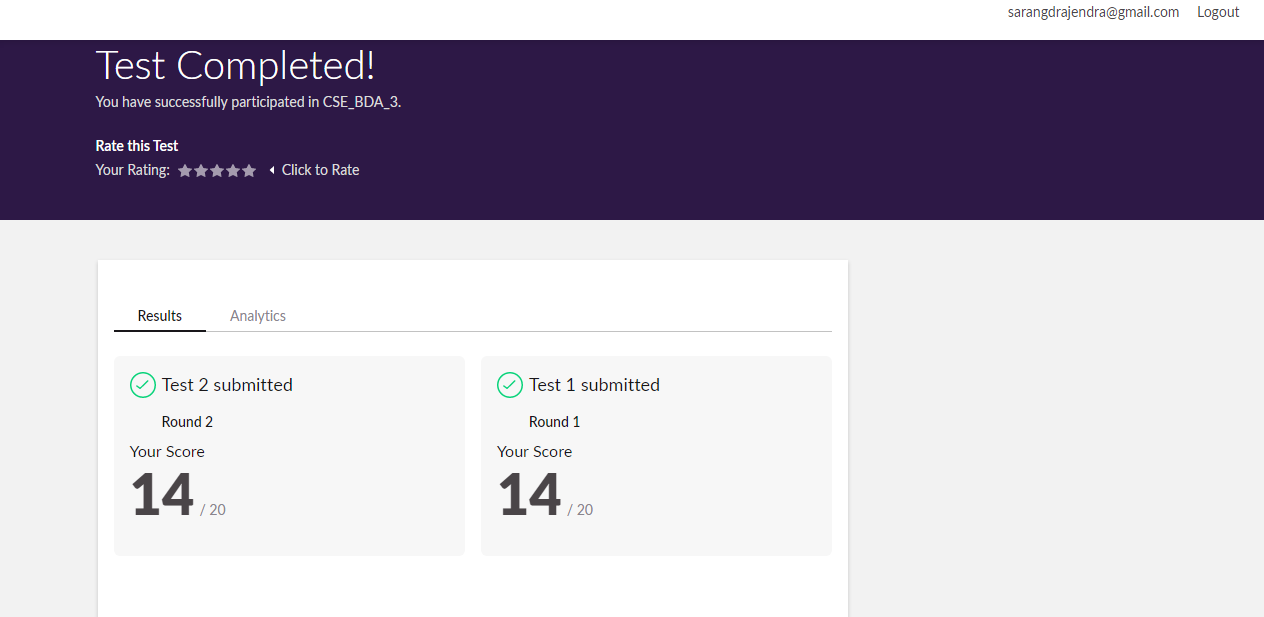 sarangdrajendra@gmail.com Logout
Test Completed!
You have successfully participated in CSE_BDA_3.
Rate this Test
Your Rating: Click to Rate
Results Analytics
Test 2 submitted
Round 2
Your Score
14 / 20
Test 1 submitted
Round 1
Your Score
14 / 20